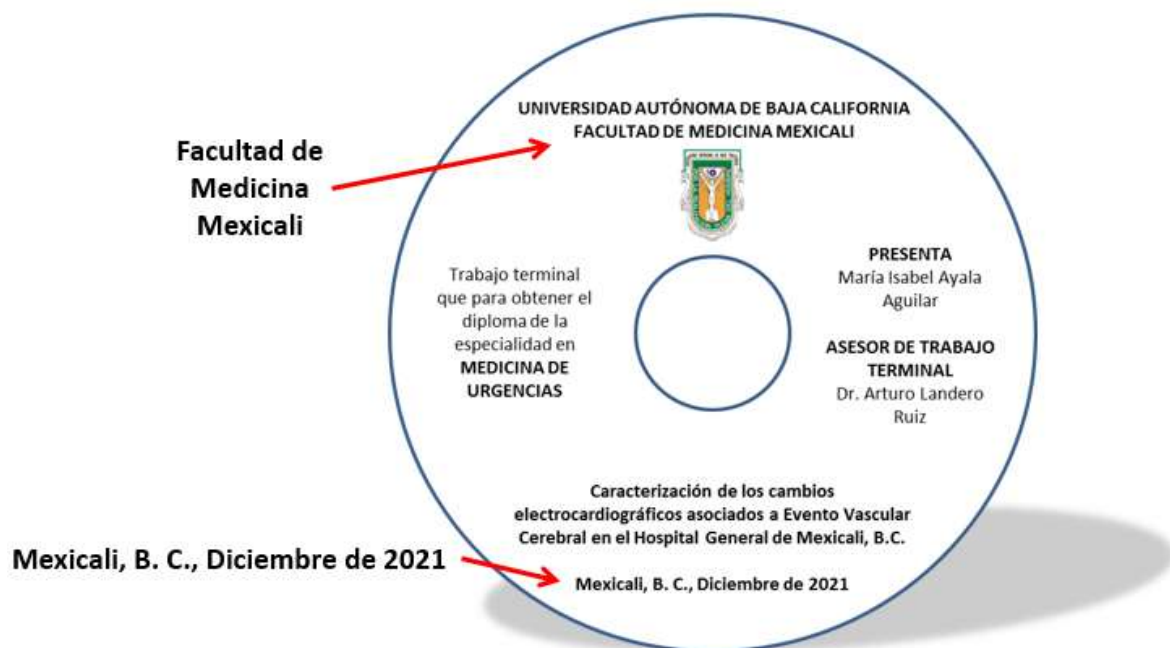 UNIVERSIDAD AUTÓNOMA DE BAJA CALIFORNIA
FACULTAD DE MEDICINA MEXICALI
Facultad de
Medicina
Mexicali
Trabajo terminal
que para obtener el
diploma de la
especialidad en
MEDICINA DE
URGENCIAS
PRESENTA
María Isabel Ayala
Aguilar
ASESOR DE TRABAJO
TERMINAL
Dr. Arturo Landero
Ruiz
Caracterización de los cambios
electrocardiográficos asociados a Evento Vascular
Cerebral en el Hospital General de Mexicali, B.C.
Mexicali, B. C., Diciembre de 2021
Mexicali, B. C., Diciembre de 2021